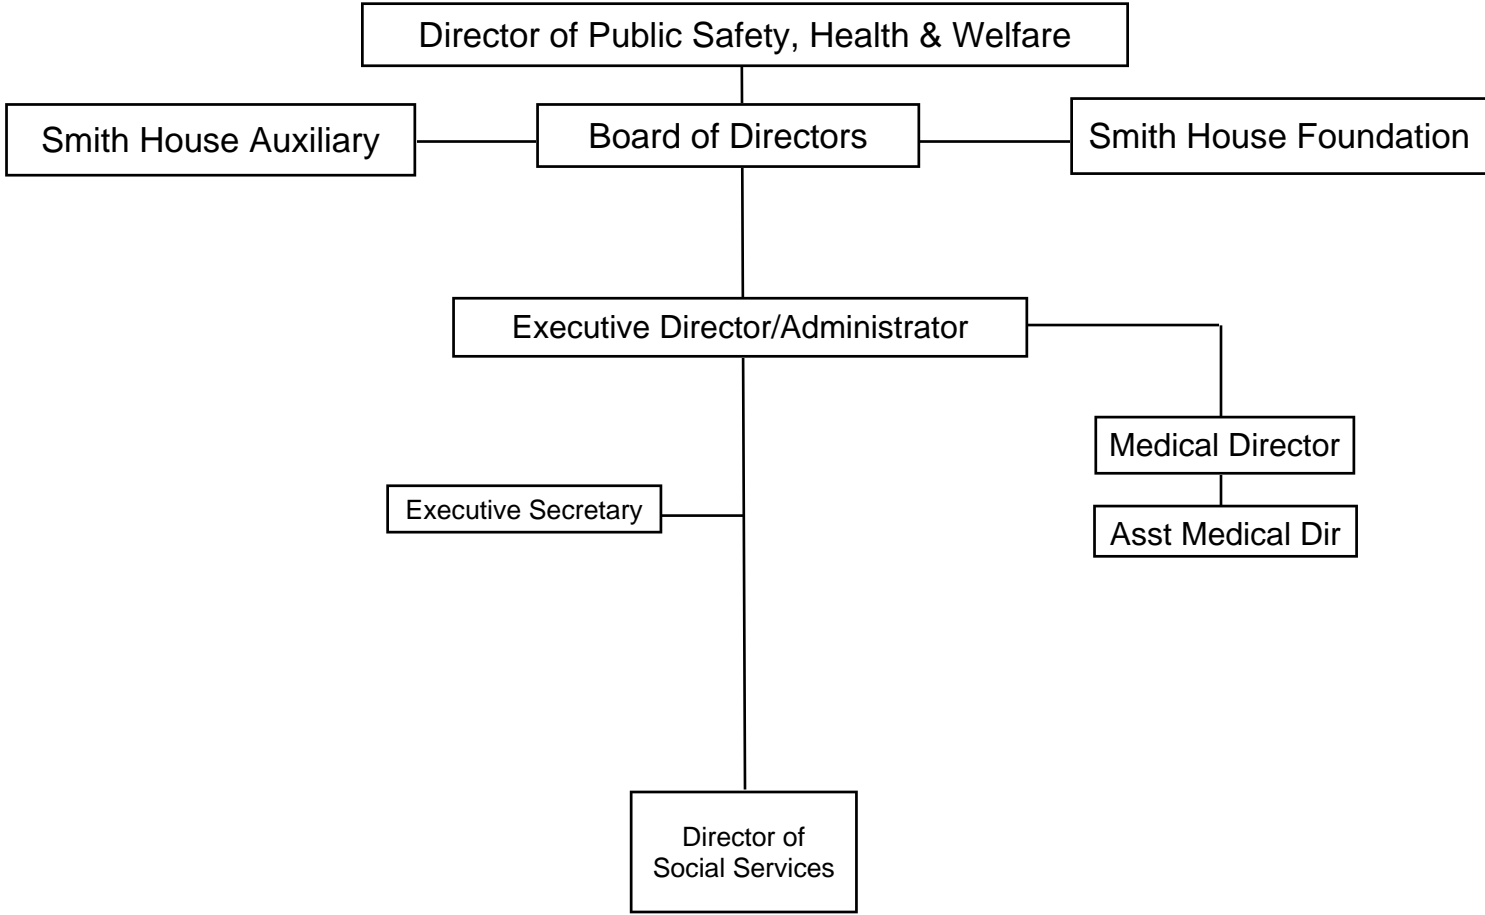 Director of Public Safety, Health & Welfare
Smith House Auxiliary
Board of Directors
Smith House Foundation
Executive Director/Administrator
Medical Director
Executive Secretary
Asst Medical Dir
Director of
Social Services